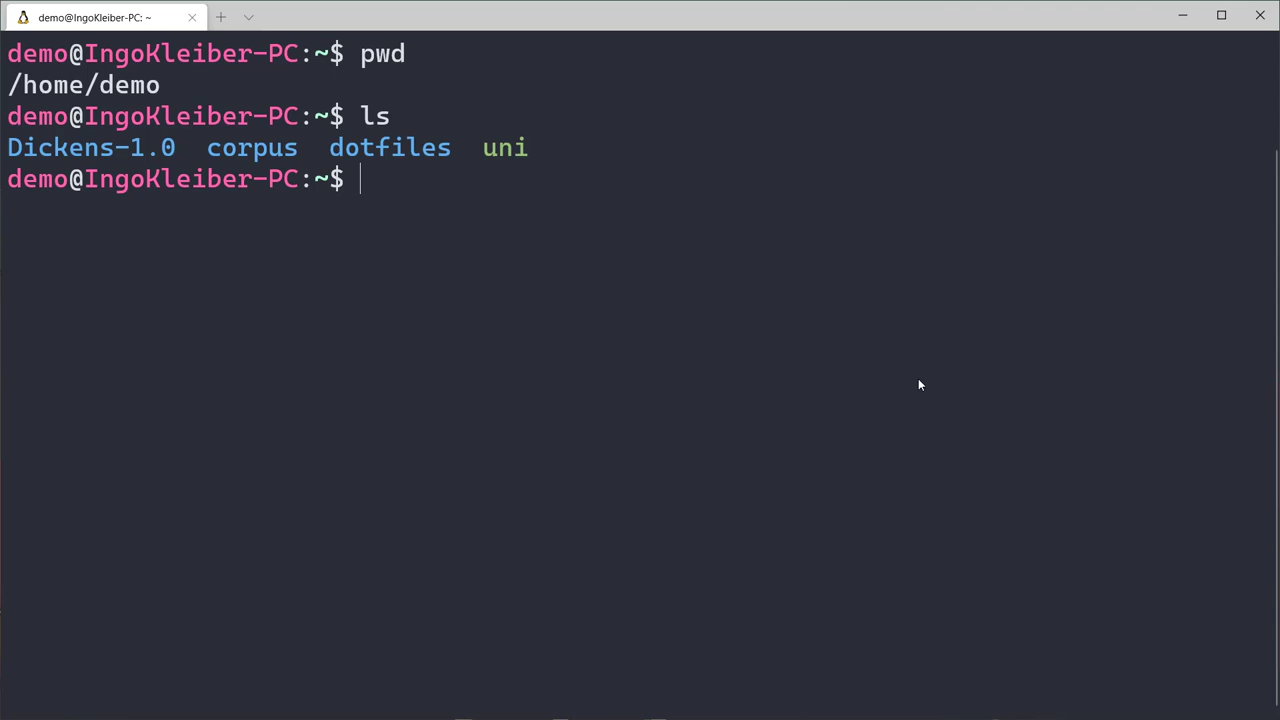 demo@IngoKleiber-PC: ~
demo@IngoKleiber-PC:~$ pwd
/home/demo
demo@IngoKleiber-PC:~$ ls
Dickens-1.0  corpus  dotfiles  uni
demo@IngoKleiber-PC:~$